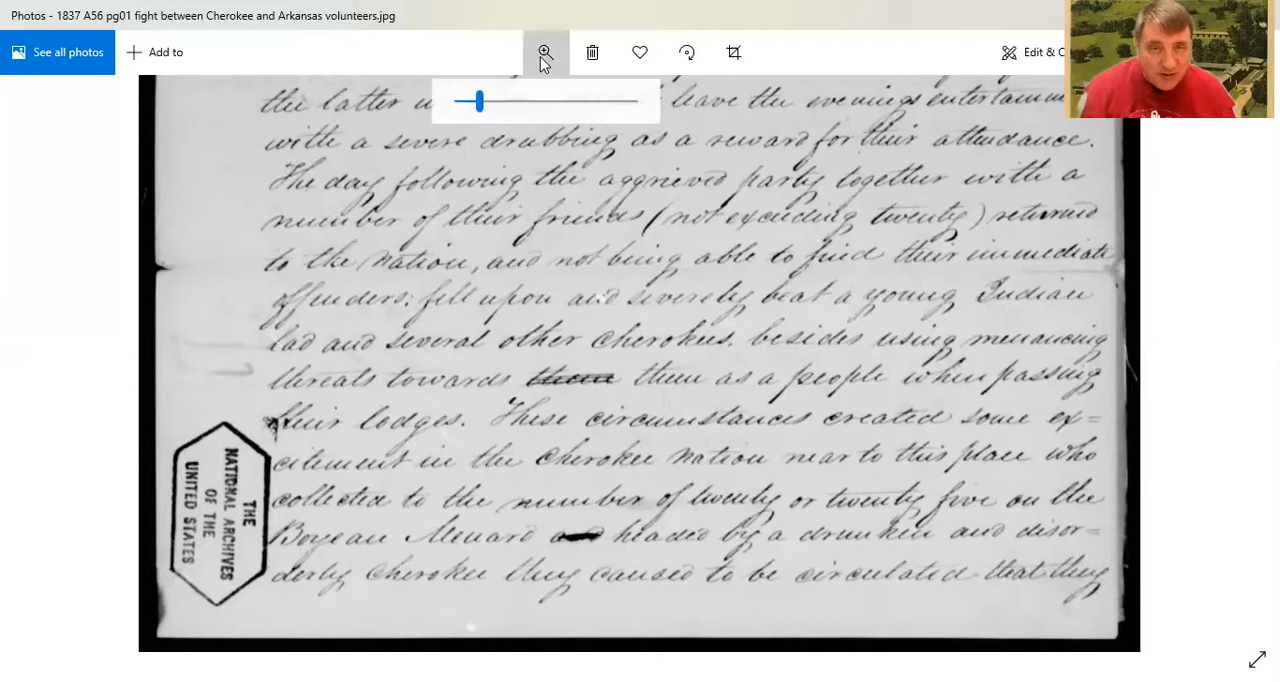 Photos - 1837 A56 pg01 fight between Cherokee and Arkansas volunteers.jpg
See all photos
Add to
Edit & C
the latter leave the evenings entertainm
with a severe drubbing as a reward for their attendance.
The day following the aggrieved party together with a
number of their friends (not exceeding twenty) returned
to the Nation, and not being able to find their immediate
offenders, fell upon and severely beat a young Indian
lad and several other Cherokees, besides using menancing
threats towards them them as a people when passing
their lodges. These circumstances created some ex=
citement in the Cherokee Nation near to this place who
collected to the number of twenty or twenty five on the
Boyeau Menard headed by a drunken and disor=
derly Cherokee they caused to be circulated that they
THE
NATIONAL ARCHIVES
OF THE
UNITED STATES